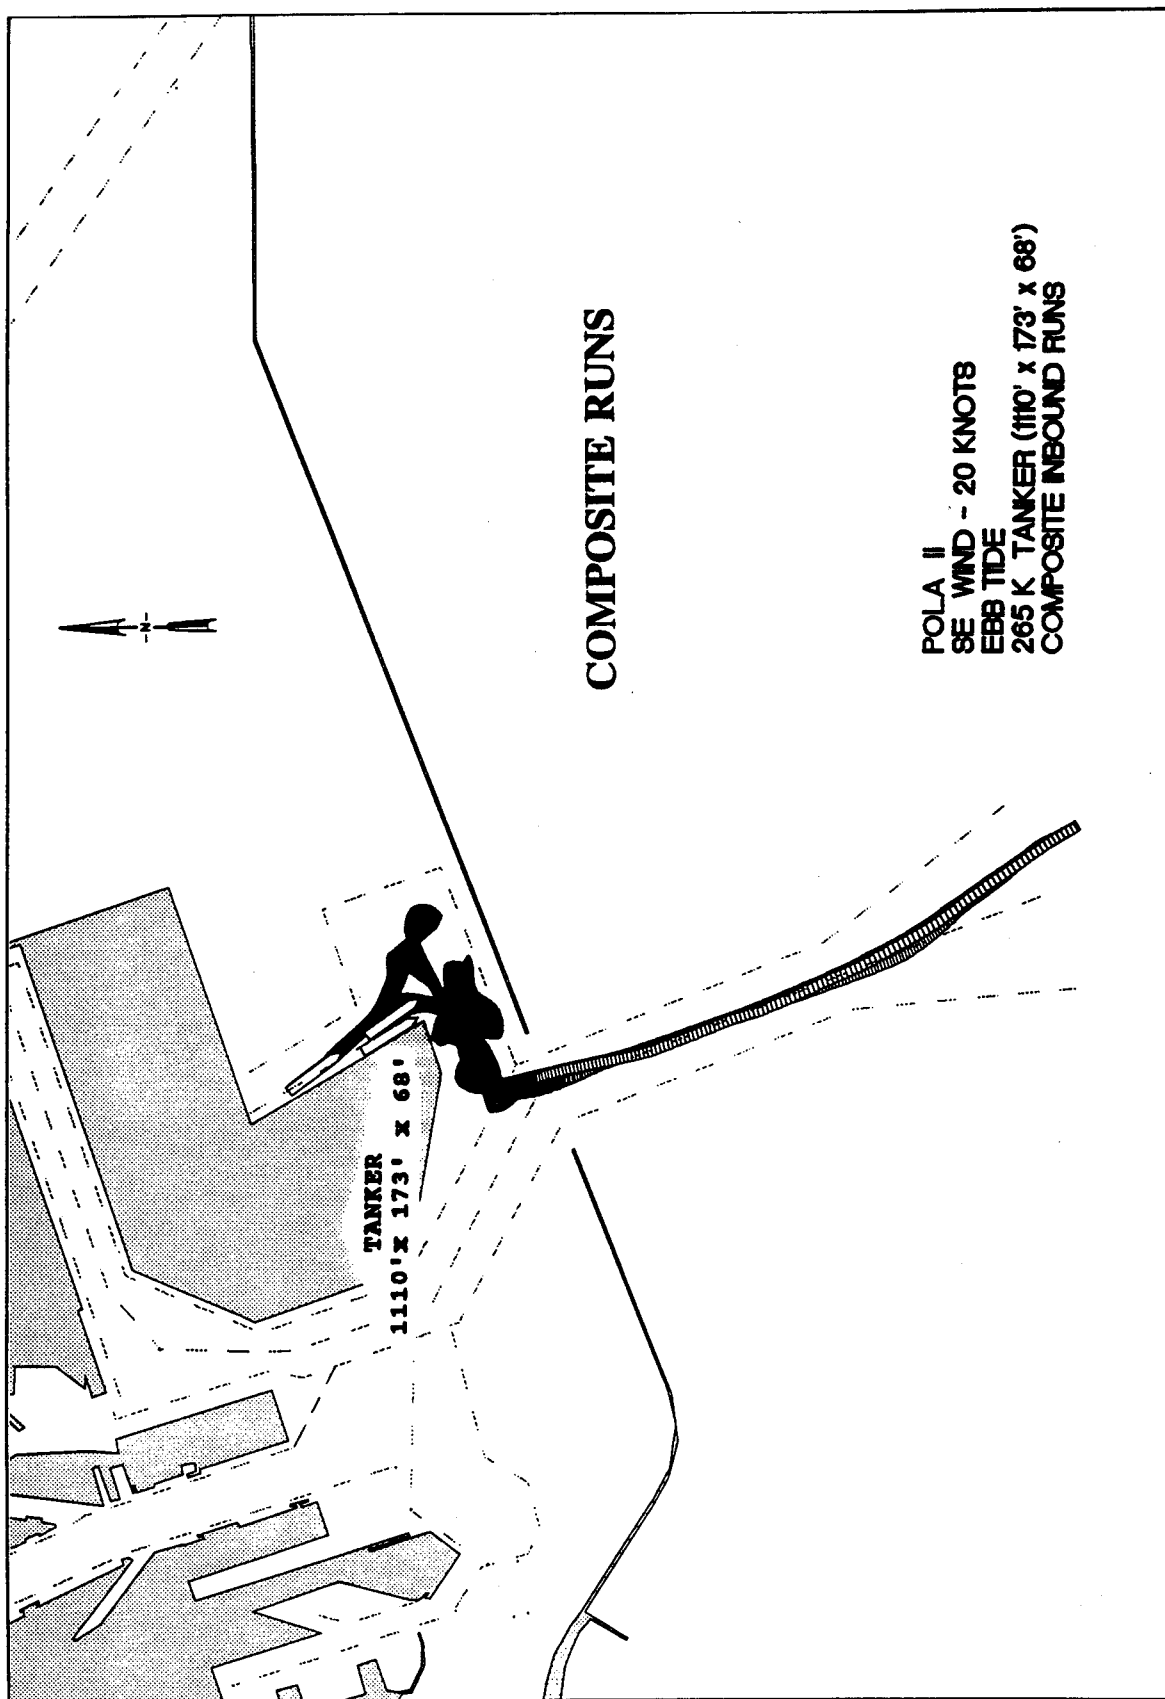 N
COMPOSITE RUNS
TANKER
1110'X 173' X 68'
POLA II
SE WIND - 20 KNOTS
EBB TIDE
265 K TANKER (1110' x 173' x 68')
COMPOSITE INBOUND RUNS